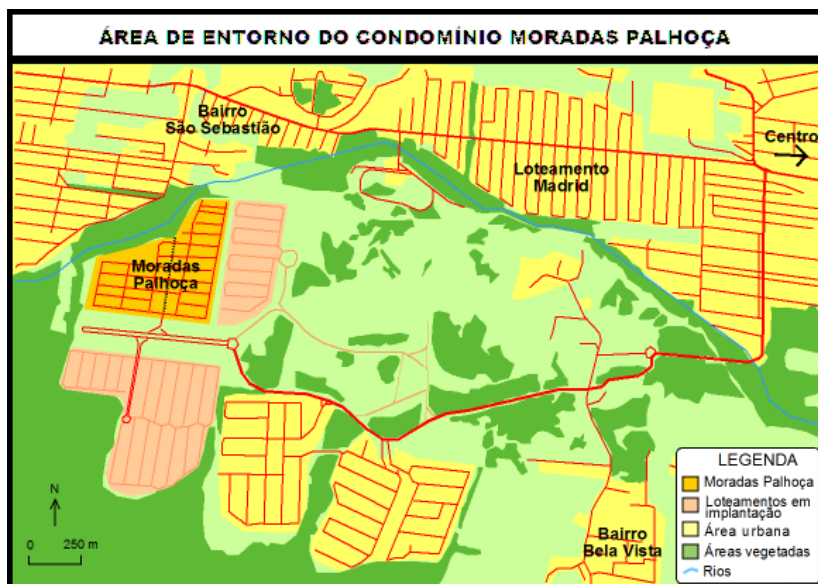 ÁREA DE ENTORNO DO CONDOMÍNIO MORADAS PALHOÇA
Bairro
São Sebastião
Centro
Loteamento
Madrid
Moradas
Palhoça
N
0 250 m
Bairro
Bela Vista
LEGENDA
Moradas Palhoça
Loteamentos em
implantação
Área urbana
Áreas vegetadas
Rios